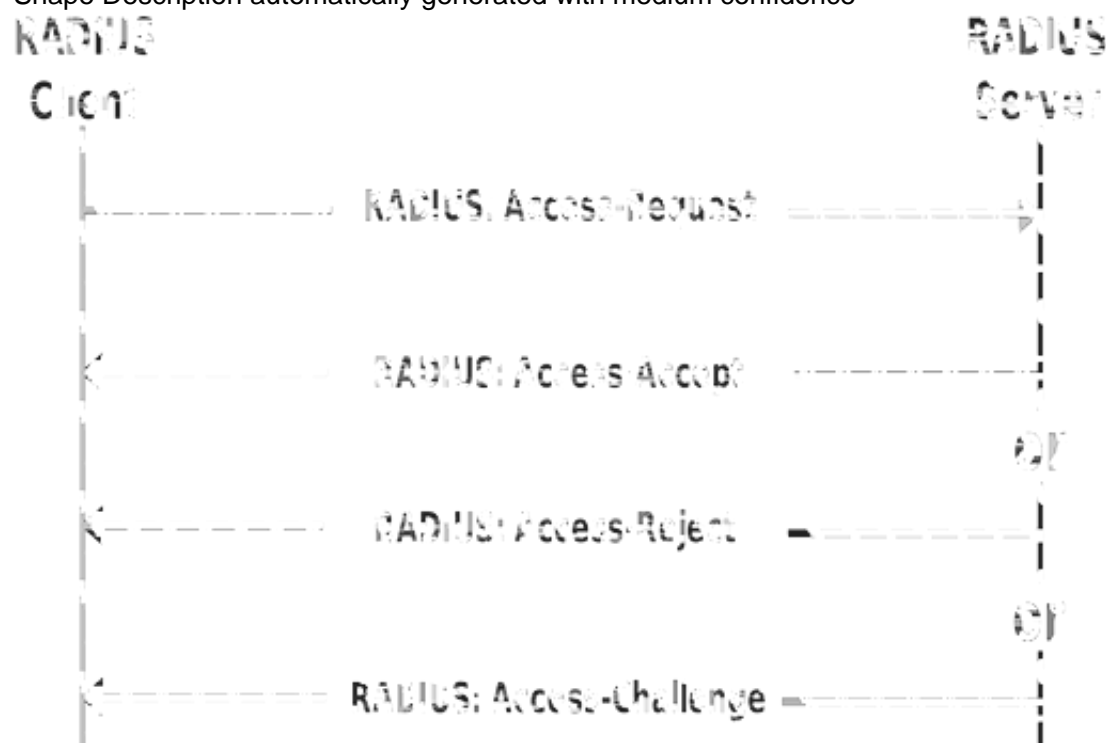 Shape Description automatically generated with medium confidence
RADIUS
Client
RADIUS
Server
RADIUS: Access-Request
RADIUS: Access-Accept
or
RADIUS: Access-Reject
or
RADIUS: Access-Challenge